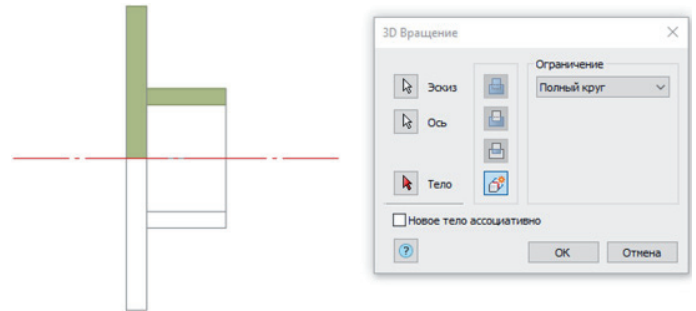 3D Вращение
Ограничение
Эскиз
Полный круг
Ось
Тело
Новое тело ассоциативно
?
ОК
Отмена